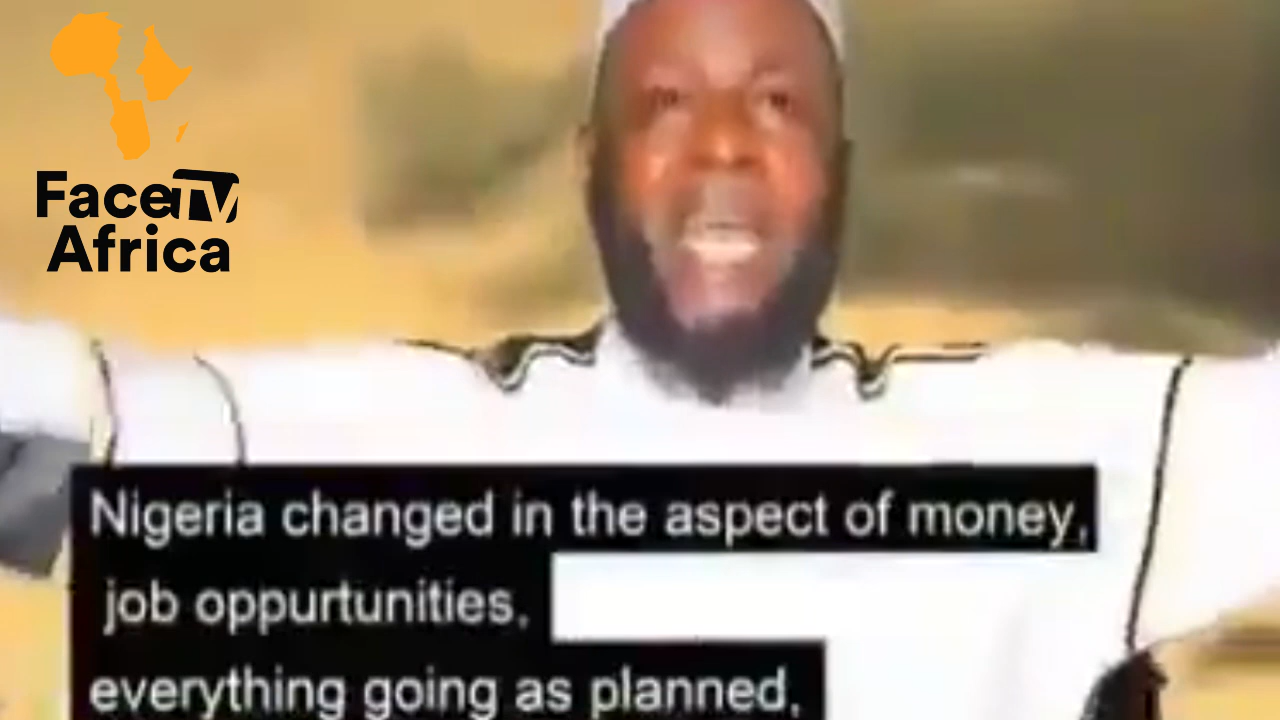 FaceTV
Africa
Nigeria changed in the aspect of money,
job oppurtunities,
everything going as planned,